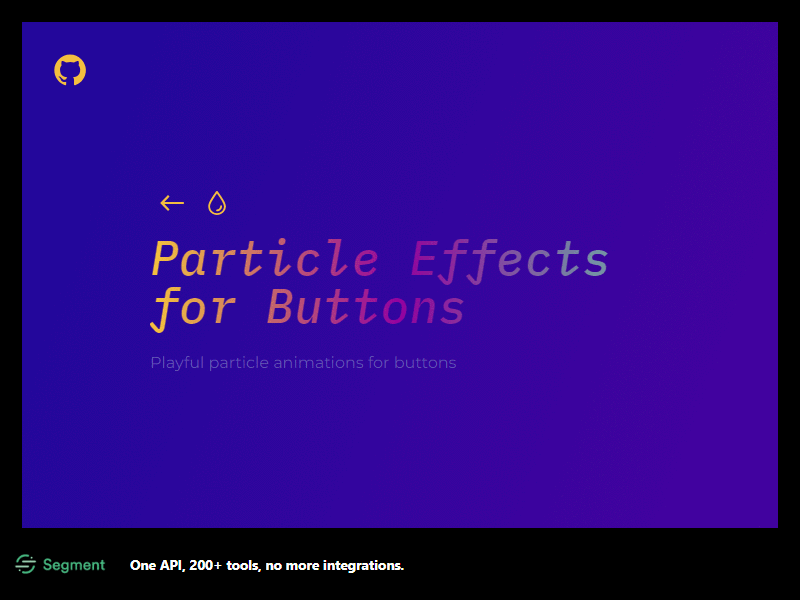 Particle Effects
for Buttons
Playful particle animations for buttons
Segment
One API, 200+ tools, no more integrations.